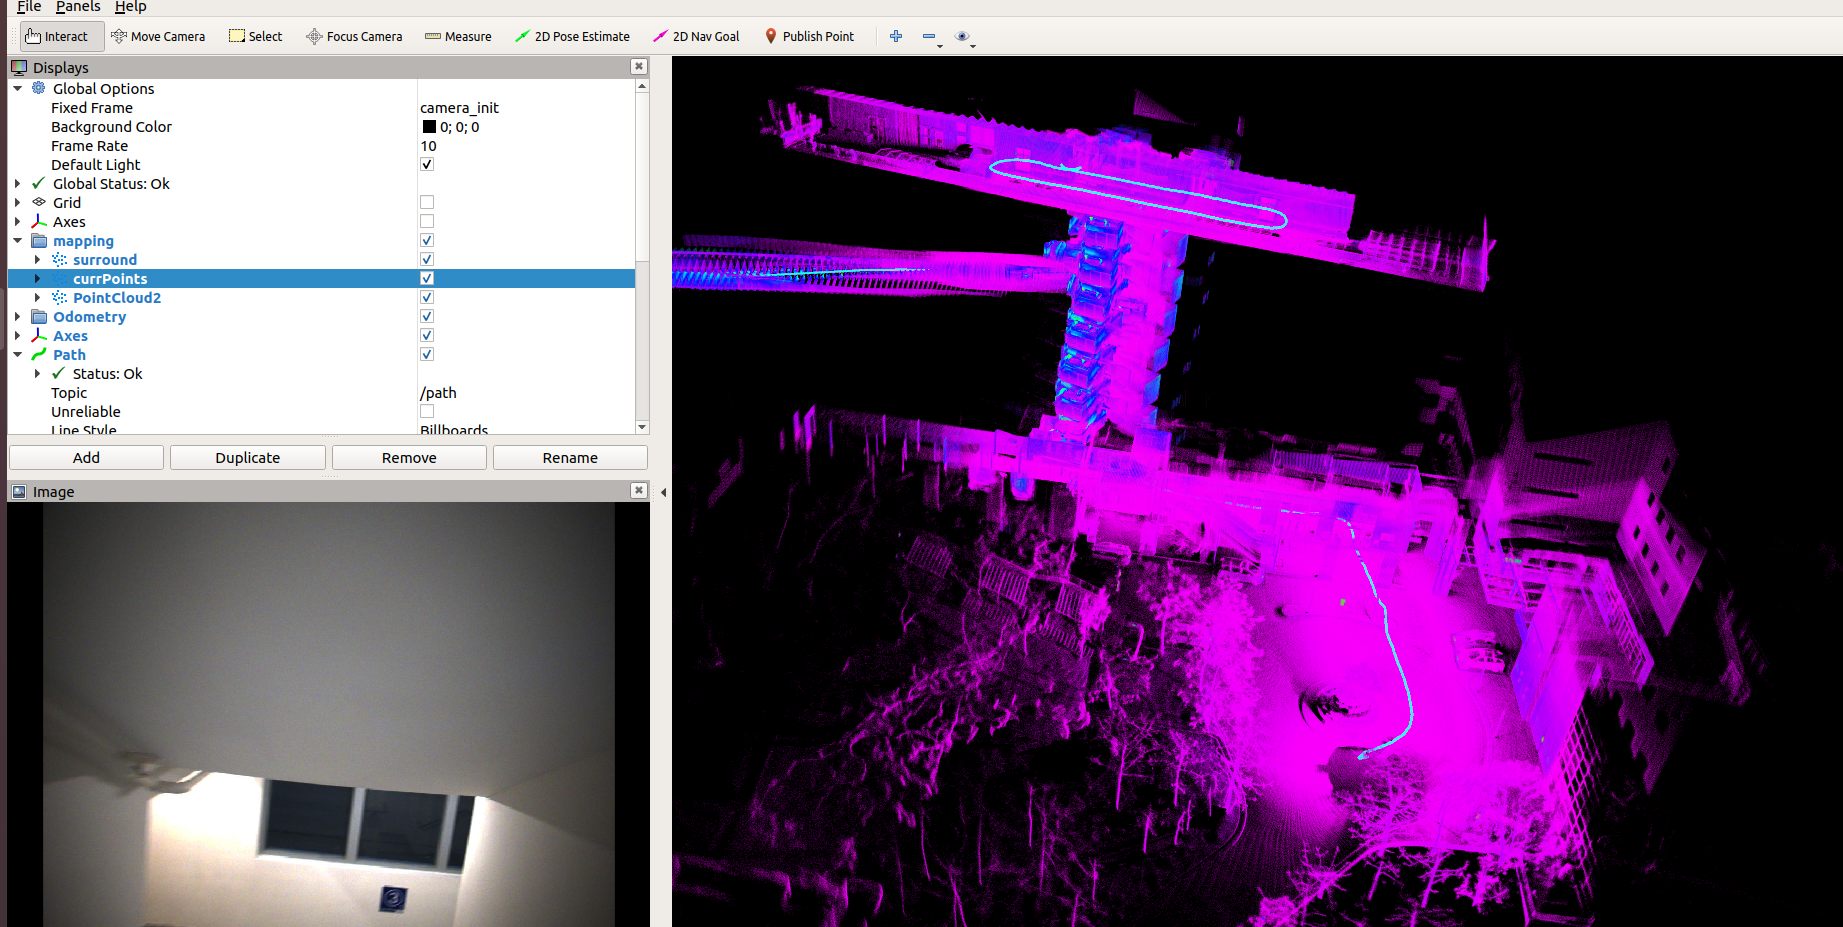 File Panels Help
Interact Move Camera Select Focus Camera Measure 2D Pose Estimate 2D Nav Goal Publish Point
Displays
Global Options
Fixed Frame camera_init
Background Color 0; 0; 0
Frame Rate 10
Default Light
Global Status: Ok
Grid
Axes
mapping
surround
currPoints
PointCloud2
Odometry
Axes
Path
Status: Ok
Topic /path
Unreliable
Line Style Billboards
Add Duplicate Remove Rename
Image
3